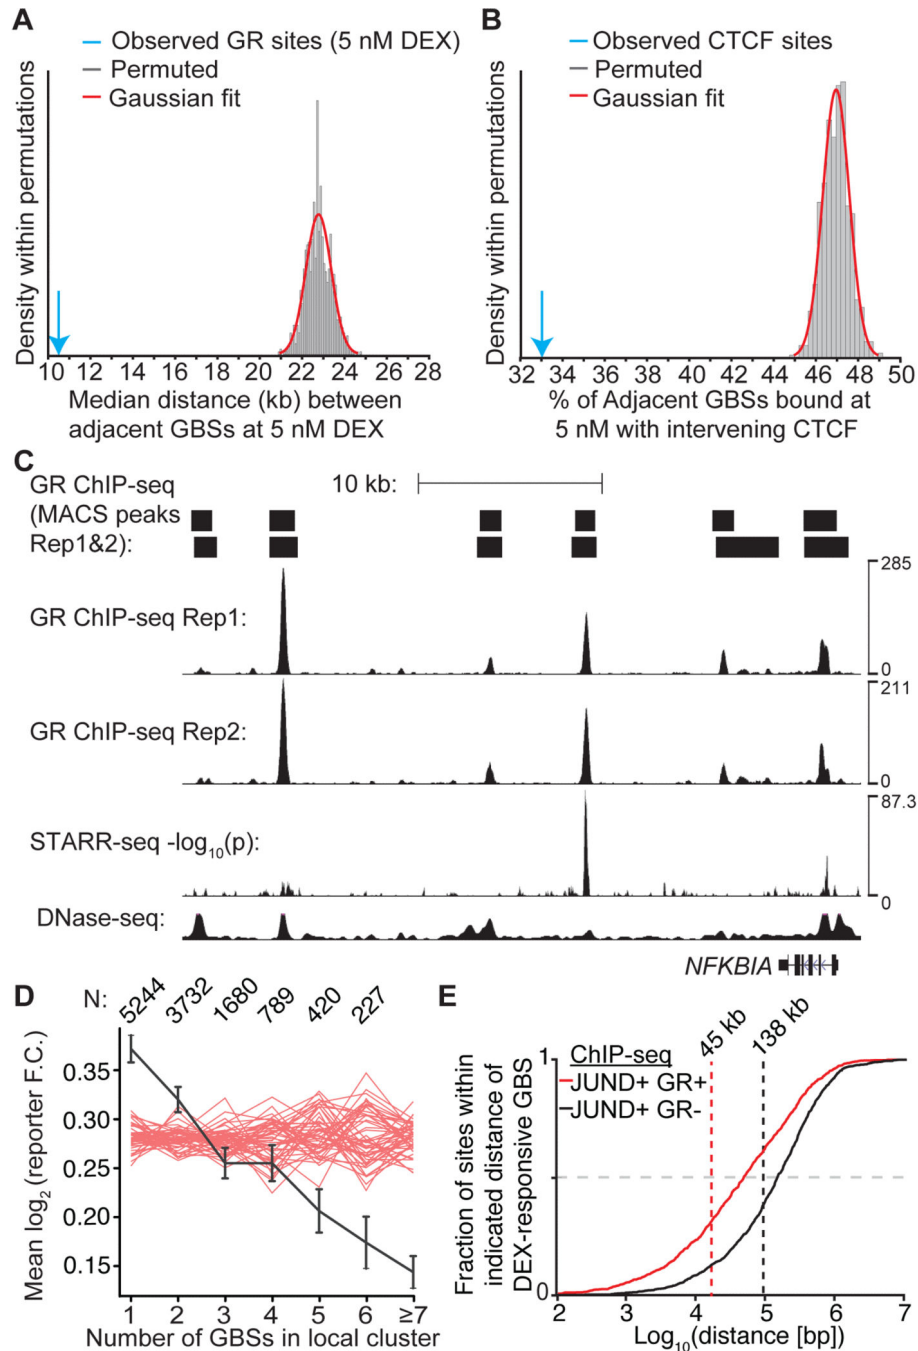 A
Observed GR sites (5 nM DEX)
Permuted
Gaussian fit
Density within permutations
10 12 14 16 18 20 22 24 26 28
Median distance (kb) between
adjacent GBSs at 5 nM DEX
B
Observed CTCF sites
Permuted
Gaussian fit
Density within permutations
32 34 36 38 40 42 44 46 48 50
% of Adjacent GBSs bound at
5 nM with intervening CTCF
C
GR ChIP-seq
(MACS peaks
Rep1&2):
10 kb:
GR ChIP-seq Rep1:
285
0
GR ChIP-seq Rep2:
211
0
STARR-seq -log10(p):
87.3
0
DNase-seq:
NFKBIA
D
N: 5244 3732 1680 789 420 227
Mean log2 (reporter F.C.)
0.35
0.30
0.25
0.20
0.15
1 2 3 4 5 6 ≥7
Number of GBSs in local cluster
E
45 kb
138 kb
ChIP-seq
JUND+ GR+
JUND+ GR-
Fraction of sites within
indicated distance of
DEX-responsive GBS
1
0
2 3 4 5 6 7
Log10(distance [bp])